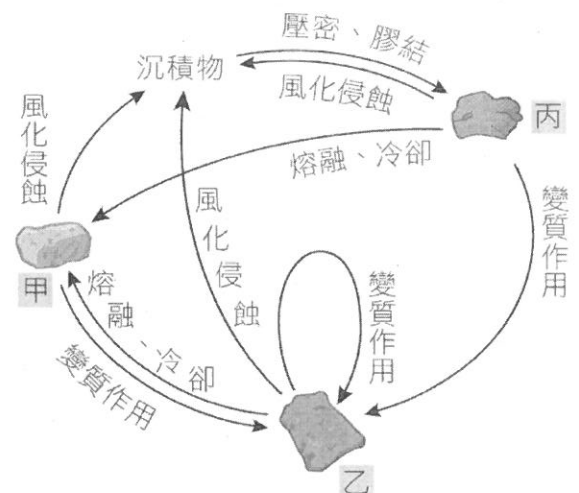 壓密、膠結
沉積物
風化侵蝕
丙
風化侵蝕
熔融、冷卻
變質作用
風化侵蝕
甲
熔融、冷卻
變質作用
變質作用
乙